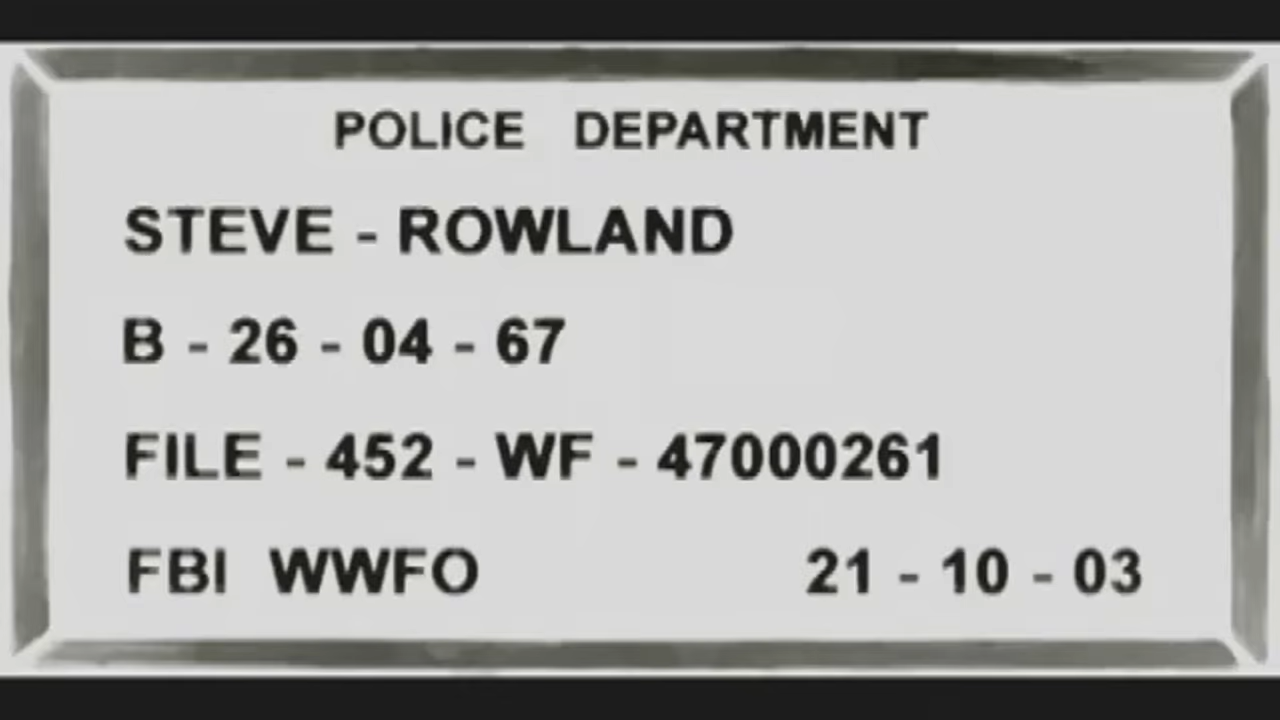 POLICE DEPARTMENT
STEVE - ROWLAND
B - 26 - 04 - 67
FILE - 452 - WF - 47000261
FBI WWFO 21 - 10 - 03